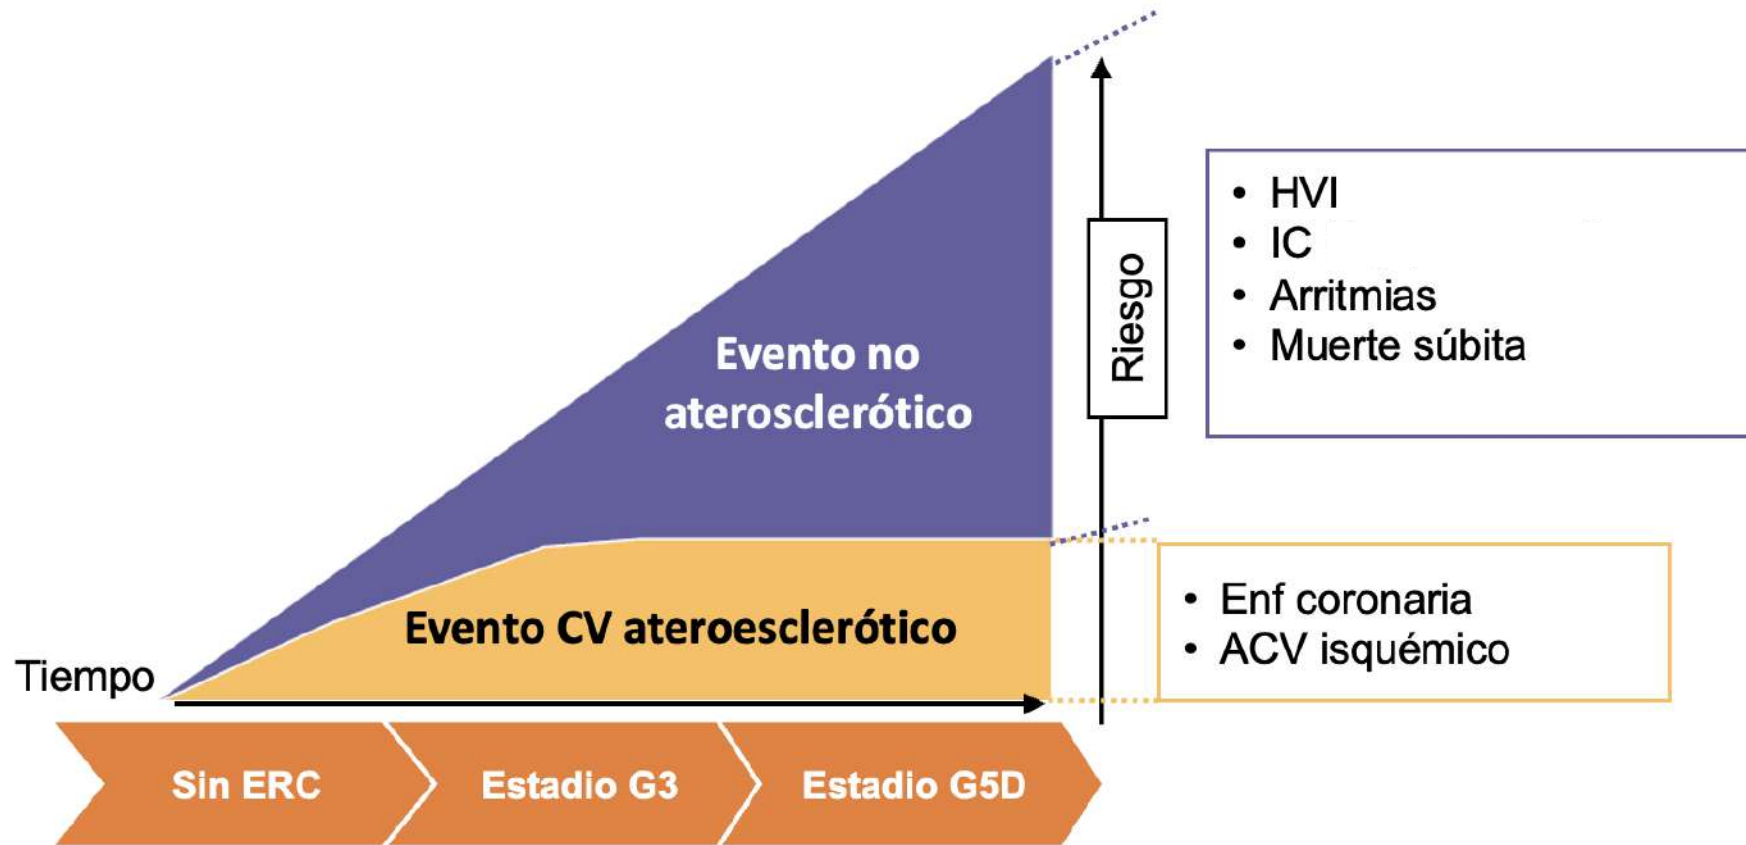 • HVI
• IC
• Arritmias
• Muerte súbita
Riesgo
Evento no
aterosclerótico
Evento CV ateroesclerótico
• Enf coronaria
• ACV isquémico
Tiempo
Sin ERC
Estadio G3
Estadio G5D